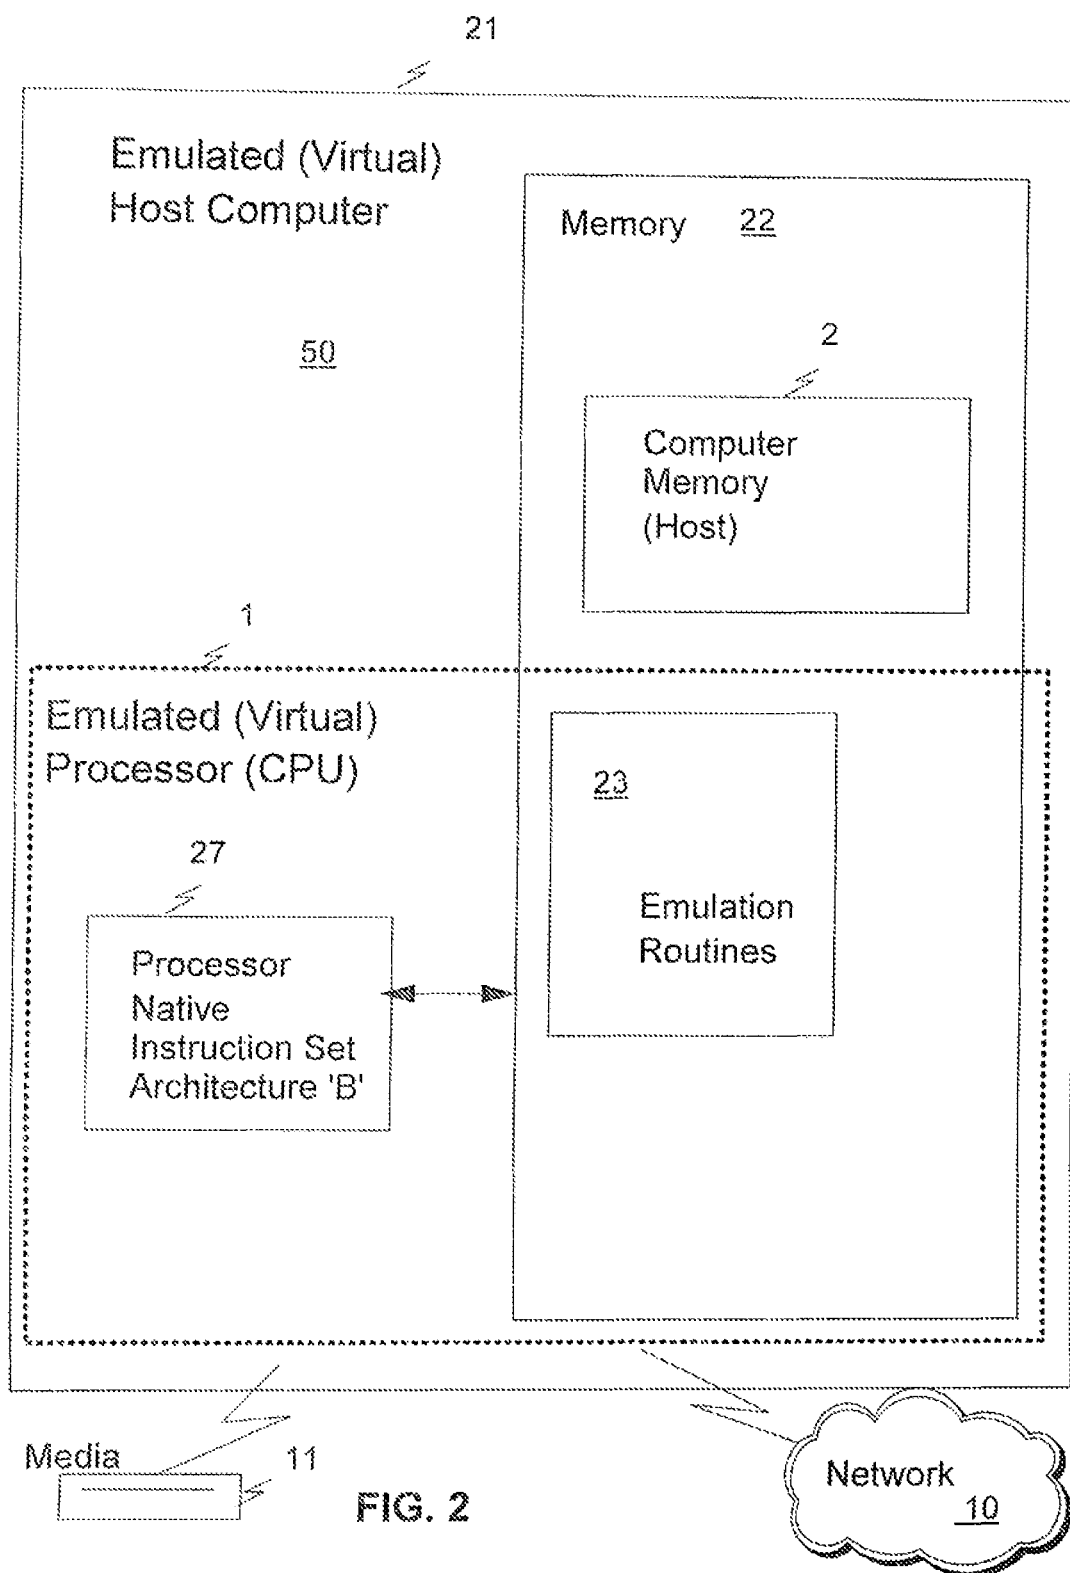 21
Emulated (Virtual)
Host Computer
Memory 22
50
2
Computer
Memory
(Host)
1
Emulated (Virtual)
Processor (CPU)
23
27
Emulation
Routines
Processor
Native
Instruction Set
Architecture 'B'
Media
11
FIG. 2
Network
10